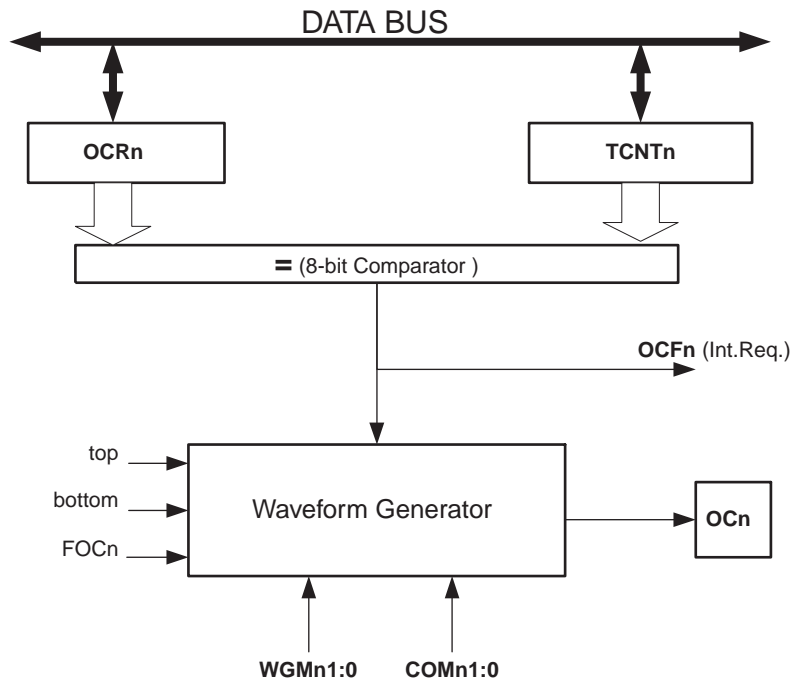 DATA BUS
OCRn
TCNTn
= (8-bit Comparator )
OCFn (Int.Req.)
top
bottom
FOCn
Waveform Generator
OCn
WGMn1:0
COMn1:0